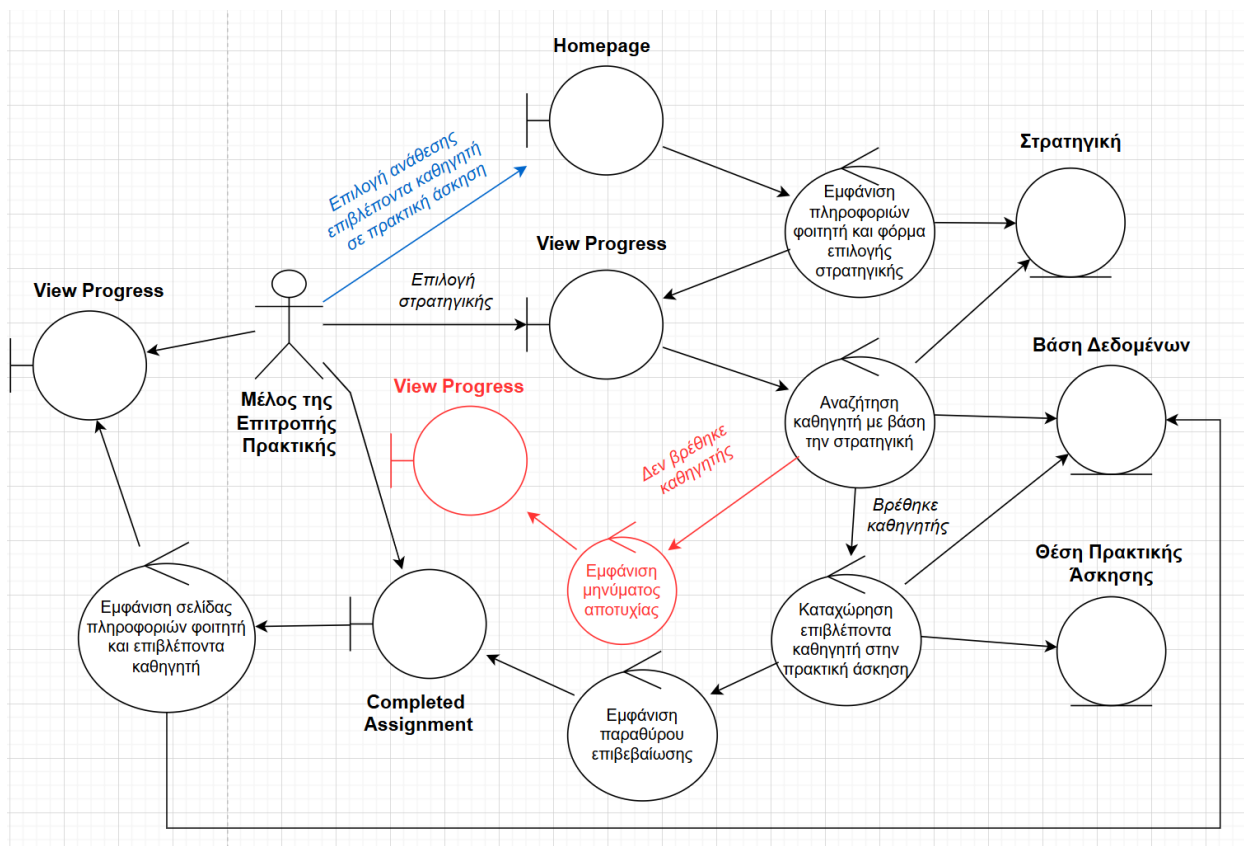 Homepage
Επιλογή ανάθεσης
επιβλέποντα καθηγητή
σε πρακτική άσκηση
Στρατηγική
Εμφάνιση
πληροφοριών
φοιτητή και φόρμα
επιλογής
στρατηγικής
View Progress
Επιλογή
στρατηγικής
View Progress
Βάση Δεδομένων
Μέλος της
Επιτροπής
Πρακτικής
View Progress
Αναζήτηση
καθηγητή με βάση
την στρατηγική
Δεν βρέθηκε
καθηγητής
Βρέθηκε
καθηγητής
Θέση Πρακτικής
Άσκησης
Εμφάνιση
μηνύματος
αποτυχίας
Εμφάνιση σελίδας
πληροφοριών φοιτητή
και επιβλέποντα
καθηγητή
Καταχώρηση
επιβλέποντα
καθηγητή στην
πρακτική άσκηση
Completed
Assignment
Εμφάνιση
παραθύρου
επιβεβαίωσης